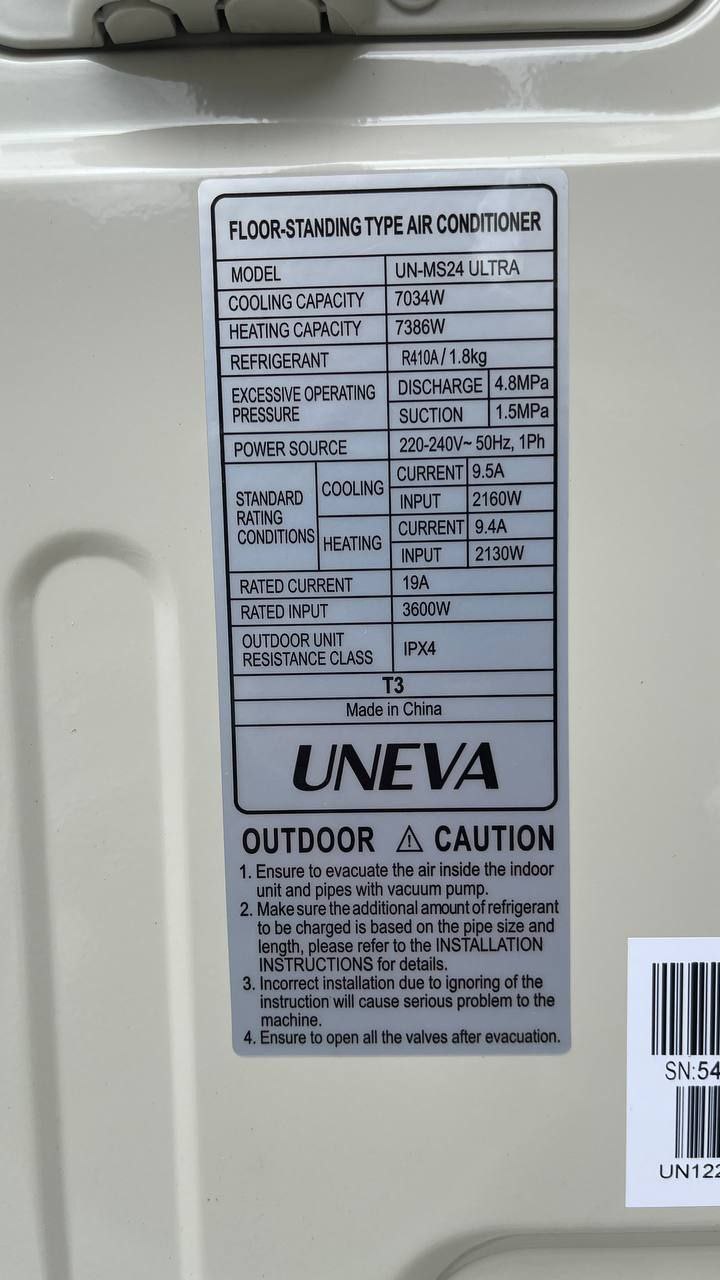 FLOOR-STANDING TYPE AIR CONDITIONER
MODEL UN-MS24 ULTRA
COOLING CAPACITY 7034W
HEATING CAPACITY 7386W
REFRIGERANT R410A / 1.8kg
EXCESSIVE OPERATING PRESSURE DISCHARGE 4.8MPa
SUCTION 1.5MPa
POWER SOURCE 220-240V~ 50Hz, 1Ph
STANDARD RATING CONDITIONS COOLING CURRENT 9.5A
INPUT 2160W
HEATING CURRENT 9.4A
INPUT 2130W
RATED CURRENT 19A
RATED INPUT 3600W
OUTDOOR UNIT
RESISTANCE CLASS IPX4
T3
Made in China
UNEVA
OUTDOOR ⚠ CAUTION
1. Ensure to evacuate the air inside the indoor
unit and pipes with vacuum pump.
2. Make sure the additional amount of refrigerant
to be charged is based on the pipe size and
length, please refer to the INSTALLATION
INSTRUCTIONS for details.
3. Incorrect installation due to ignoring of the
instruction will cause serious problem to the
machine.
4. Ensure to open all the valves after evacuation.
SN:54
UN122